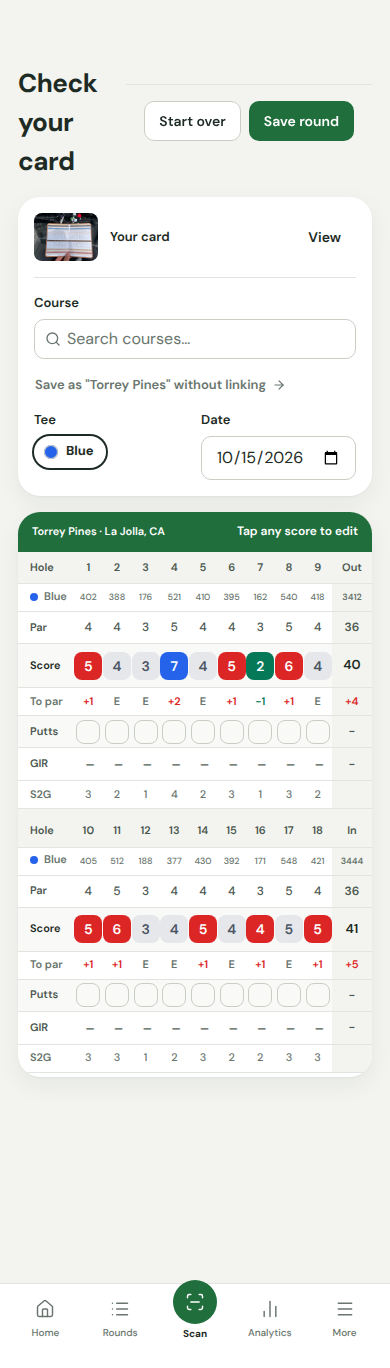 Check your card
Start over
Save round
Your card
View
Course
Search courses...
Save as "Torrey Pines" without linking →
Tee
Date
Blue
10/15/2026
Torrey Pines · La Jolla, CA
Tap any score to edit
Hole 1 2 3 4 5 6 7 8 9 Out
Blue 402 388 176 521 410 395 162 540 418 3412
Par 4 4 3 5 4 4 3 5 4 36
Score 5 4 3 7 4 5 2 6 4 40
To par +1 E E +2 E +1 −1 +1 E +4
Putts –
GIR – – – – – – – – – –
S2G 3 2 1 4 2 3 1 3 2
Hole 10 11 12 13 14 15 16 17 18 In
Blue 405 512 188 377 430 392 171 548 421 3444
Par 4 5 3 4 4 4 3 5 4 36
Score 5 6 3 4 5 4 4 5 5 41
To par +1 +1 E E +1 E +1 E +1 +5
Putts –
GIR – – – – – – – – – –
S2G 3 3 1 2 3 2 2 3 3
Home
Rounds
Scan
Analytics
More